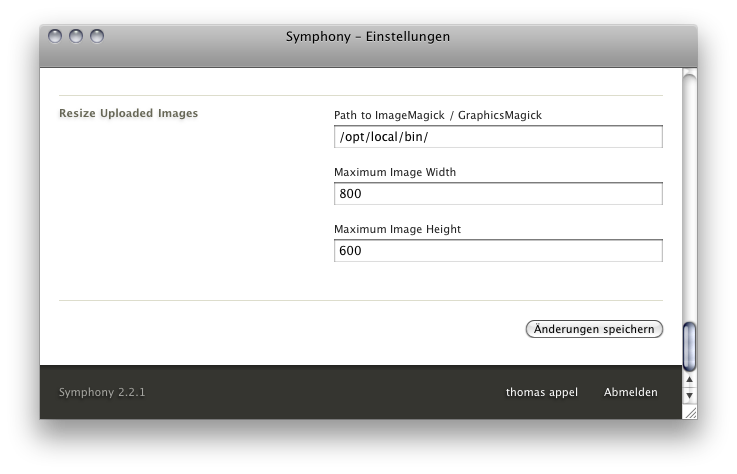 Symphony – Einstellungen
Resize Uploaded Images
Path to ImageMagick / GraphicsMagick
/opt/local/bin/
Maximum Image Width
800
Maximum Image Height
600
Änderungen speichern
Symphony 2.2.1
thomas appel Abmelden